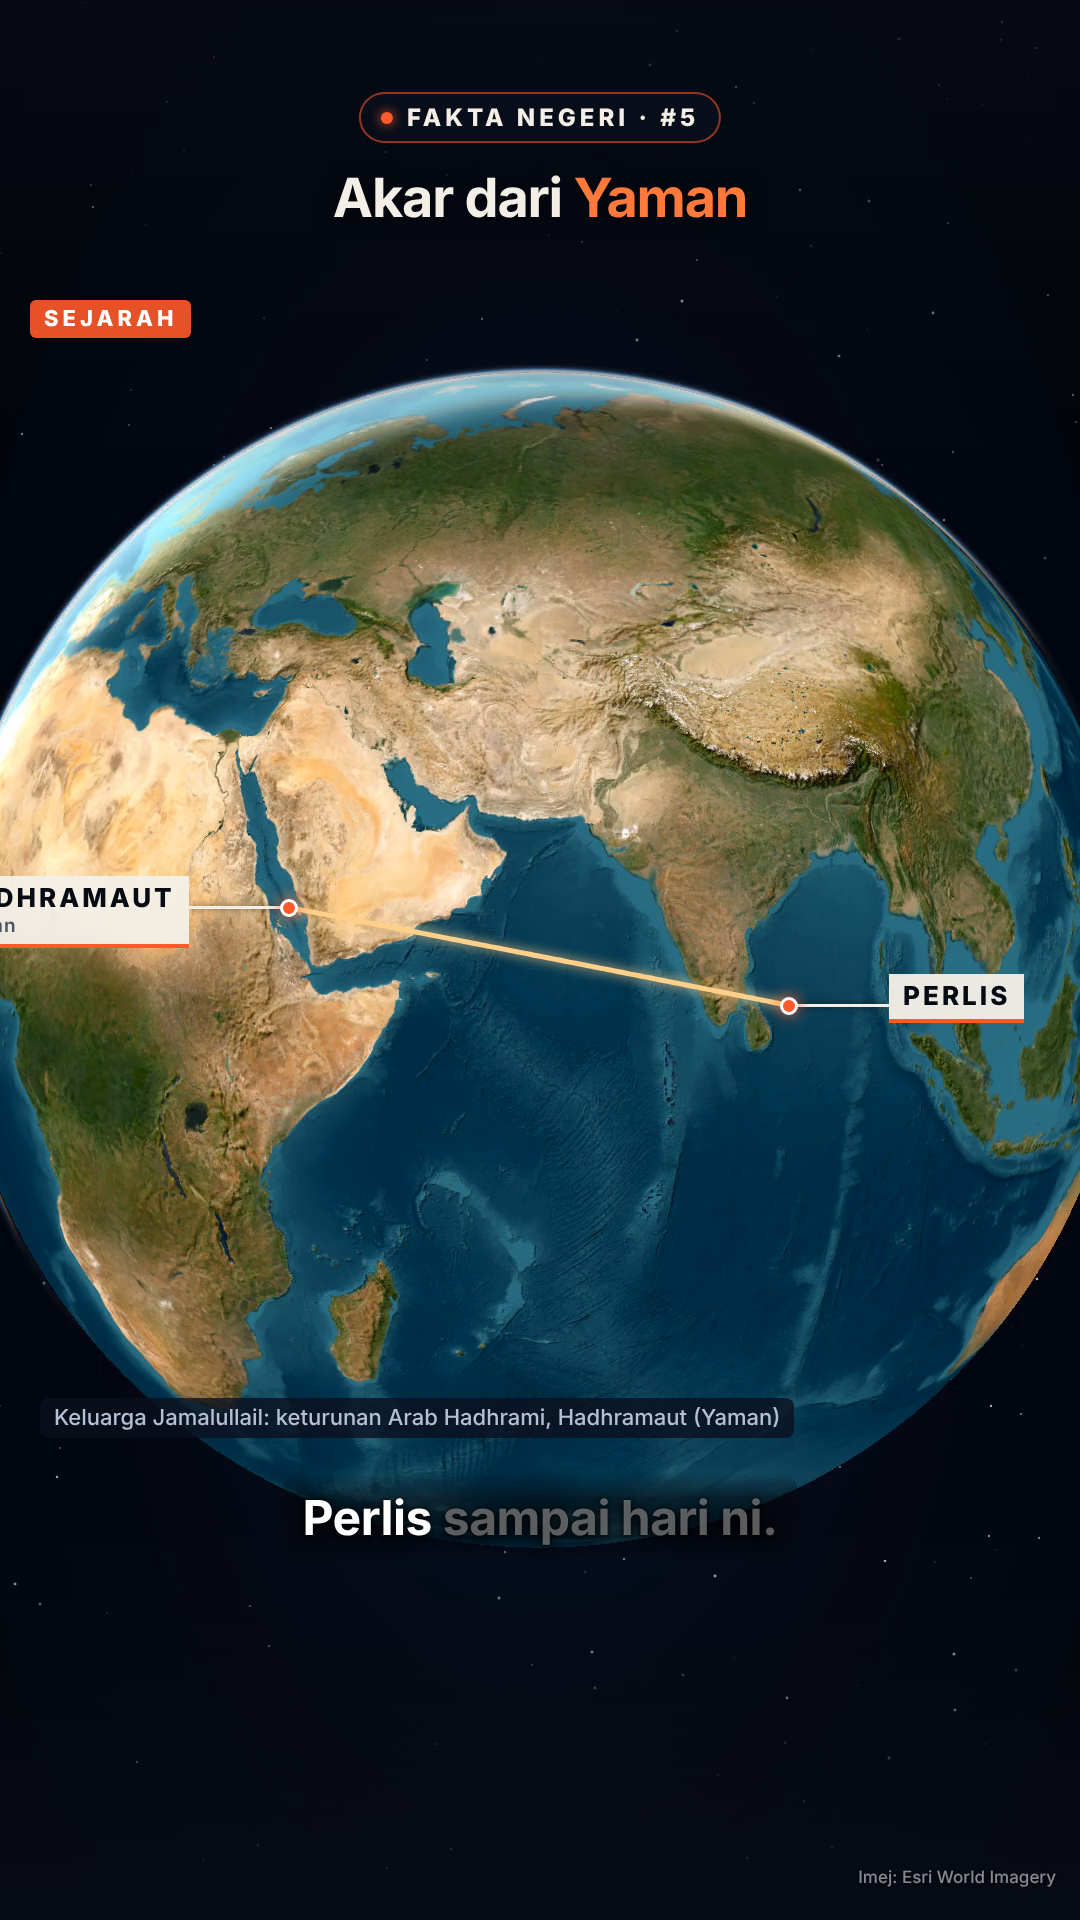 FAKTA NEGERI · #5
Akar dari Yaman
SEJARAH
DHRAMAUT
an
PERLIS
Keluarga Jamalullail: keturunan Arab Hadhrami, Hadhramaut (Yaman)
Perlis sampai hari ni.
Imej: Esri World Imagery